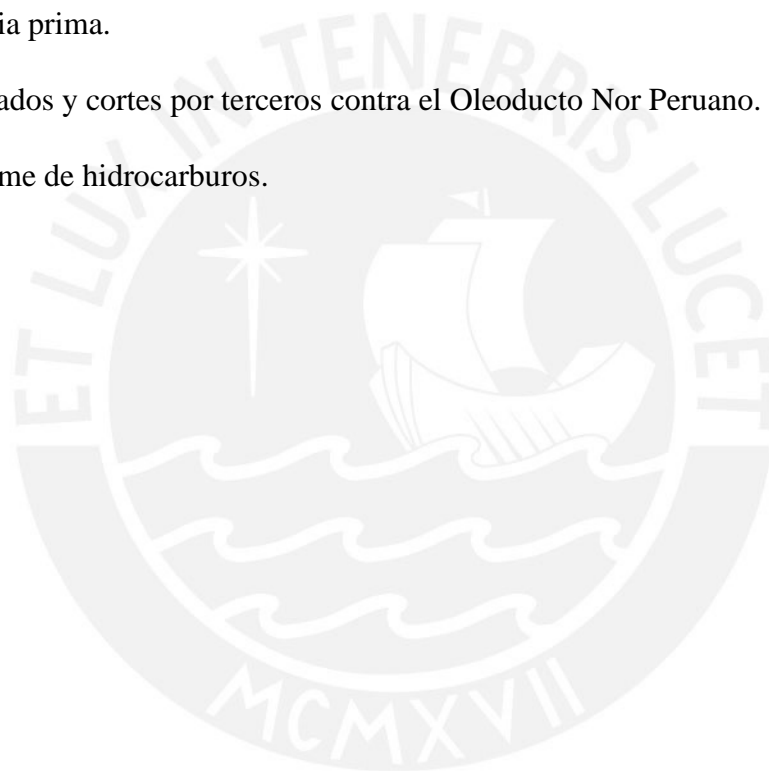 ia prima.
ados y cortes por terceros contra el Oleoducto Nor Peruano.
me de hidrocarburos.
ET LUX IN TENEBRIS LUCET
MCMXVII